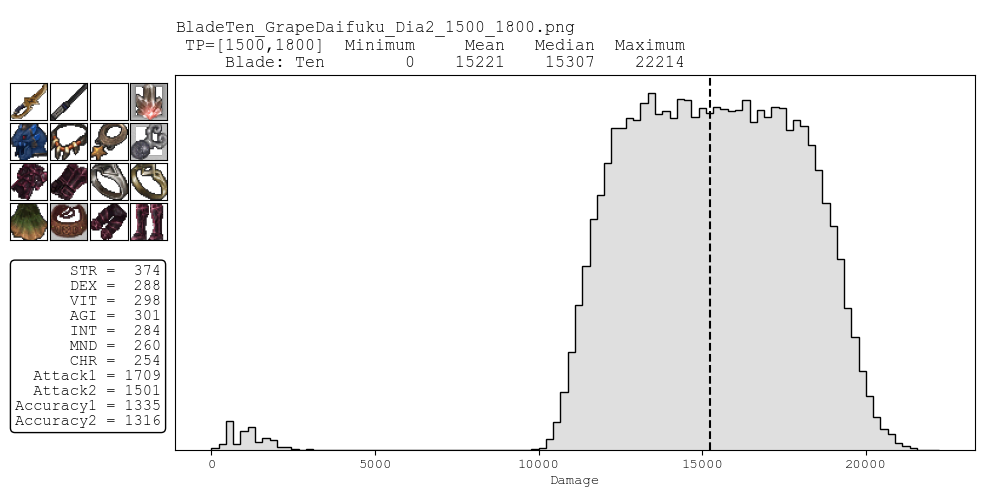 BladeTen_GrapeDaifuku_Dia2_1500_1800.png
TP=[1500,1800] Minimum Mean Median Maximum
Blade: Ten 0 15221 15307 22214
STR = 374
DEX = 288
VIT = 298
AGI = 301
INT = 284
MND = 260
CHR = 254
Attack1 = 1709
Attack2 = 1501
Accuracy1 = 1335
Accuracy2 = 1316
0 5000 10000 15000 20000
Damage